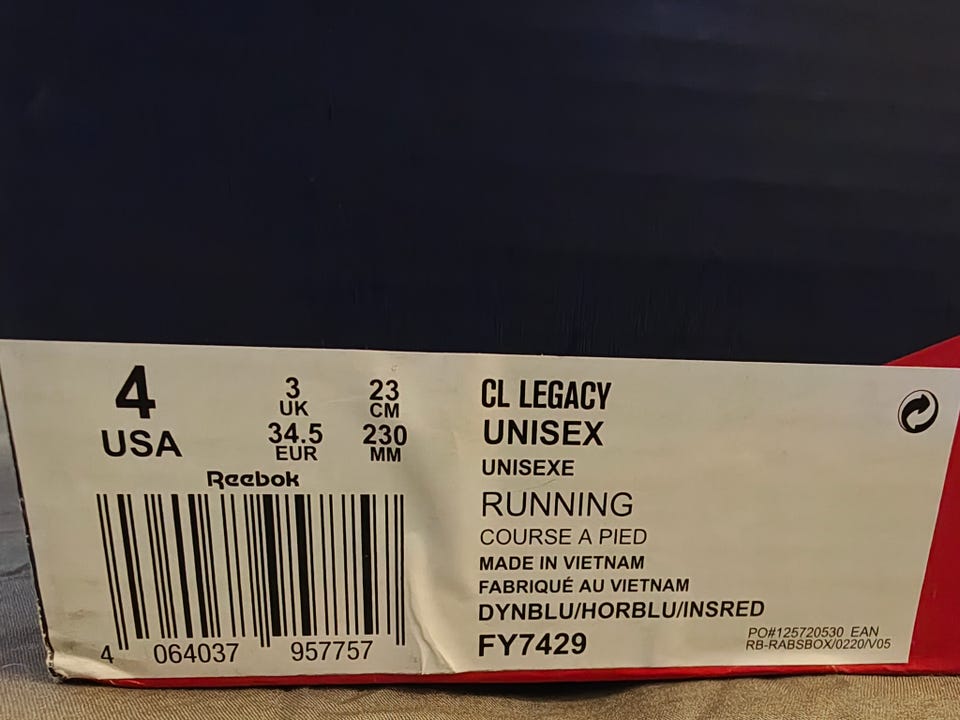 4
USA
3
UK
34.5
EUR
23
CM
230
MM
Reebok
4 064037 957757
CL LEGACY
UNISEX
UNISEXE
RUNNING
COURSE A PIED
MADE IN VIETNAM
FABRIQUÉ AU VIETNAM
DYNBLU/HORBLU/INSRED
FY7429
PO#125720530 EAN
RB-RABSBOX/0220/V05